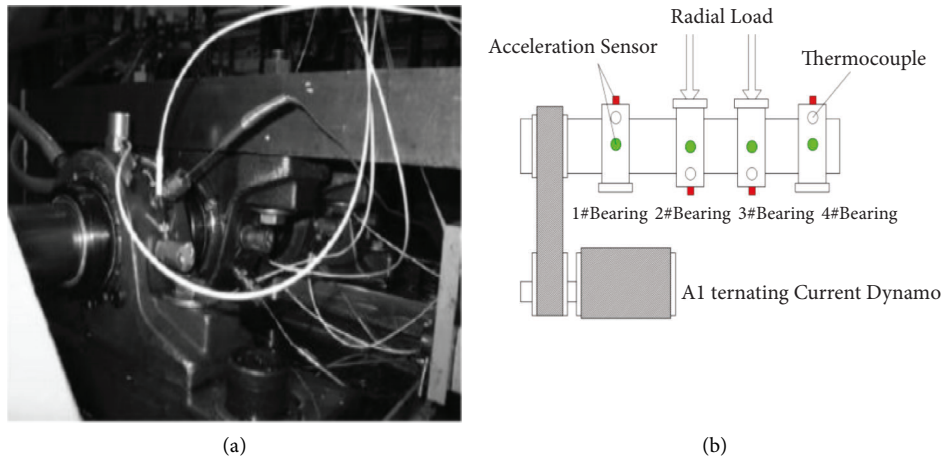 Radial Load
Acceleration Sensor
Thermocouple
1#Bearing 2#Bearing 3#Bearing 4#Bearing
A1 ternating Current Dynamo
(a)
(b)